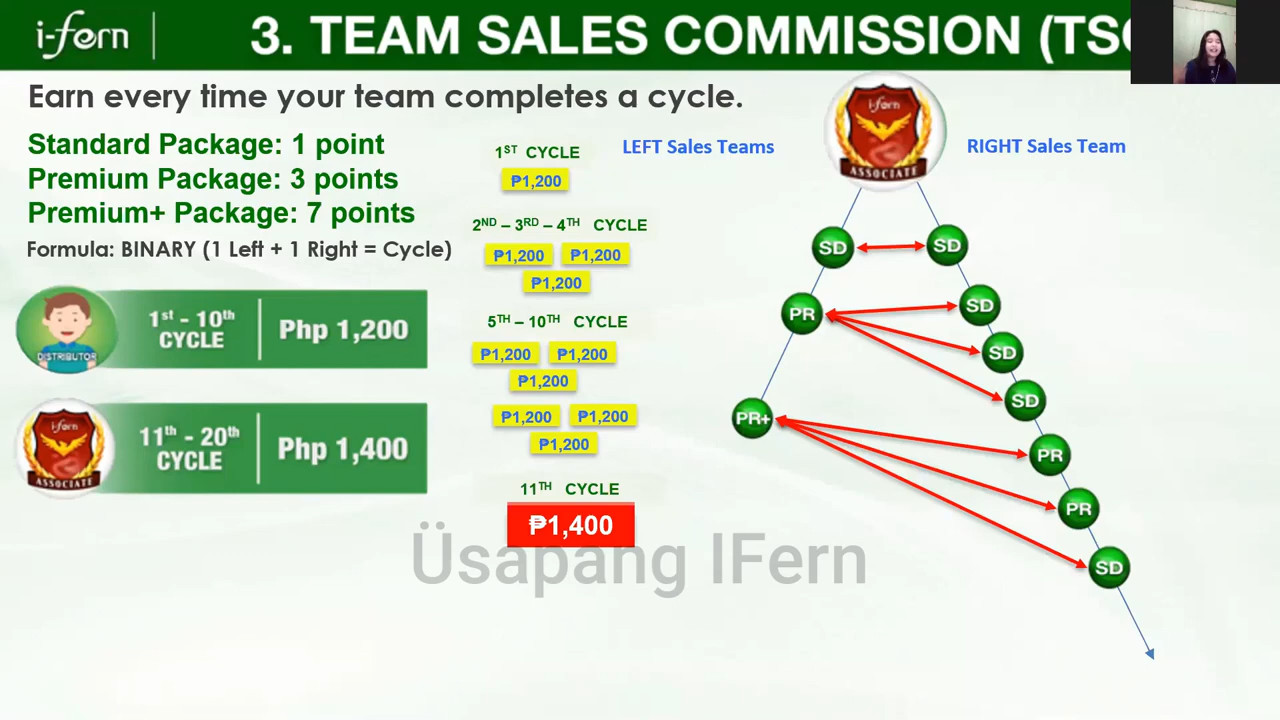 i-fern
3. TEAM SALES COMMISSION (TSC
Earn every time your team completes a cycle.
Standard Package: 1 point
Premium Package: 3 points
Premium+ Package: 7 points
Formula: BINARY (1 Left + 1 Right = Cycle)
DISTRIBUTOR
1st - 10th
CYCLE
Php 1,200
i-fern
ASSOCIATE
11th - 20th
CYCLE
Php 1,400
1ST CYCLE
₱1,200
2ND – 3RD – 4TH CYCLE
₱1,200 ₱1,200
₱1,200
5TH – 10TH CYCLE
₱1,200 ₱1,200
₱1,200
₱1,200 ₱1,200
₱1,200
11TH CYCLE
₱1,400
LEFT Sales Teams
i-fern
ASSOCIATE
RIGHT Sales Team
SD SD
PR SD
SD
SD
PR+ PR
PR
SD
Üsapang IFern